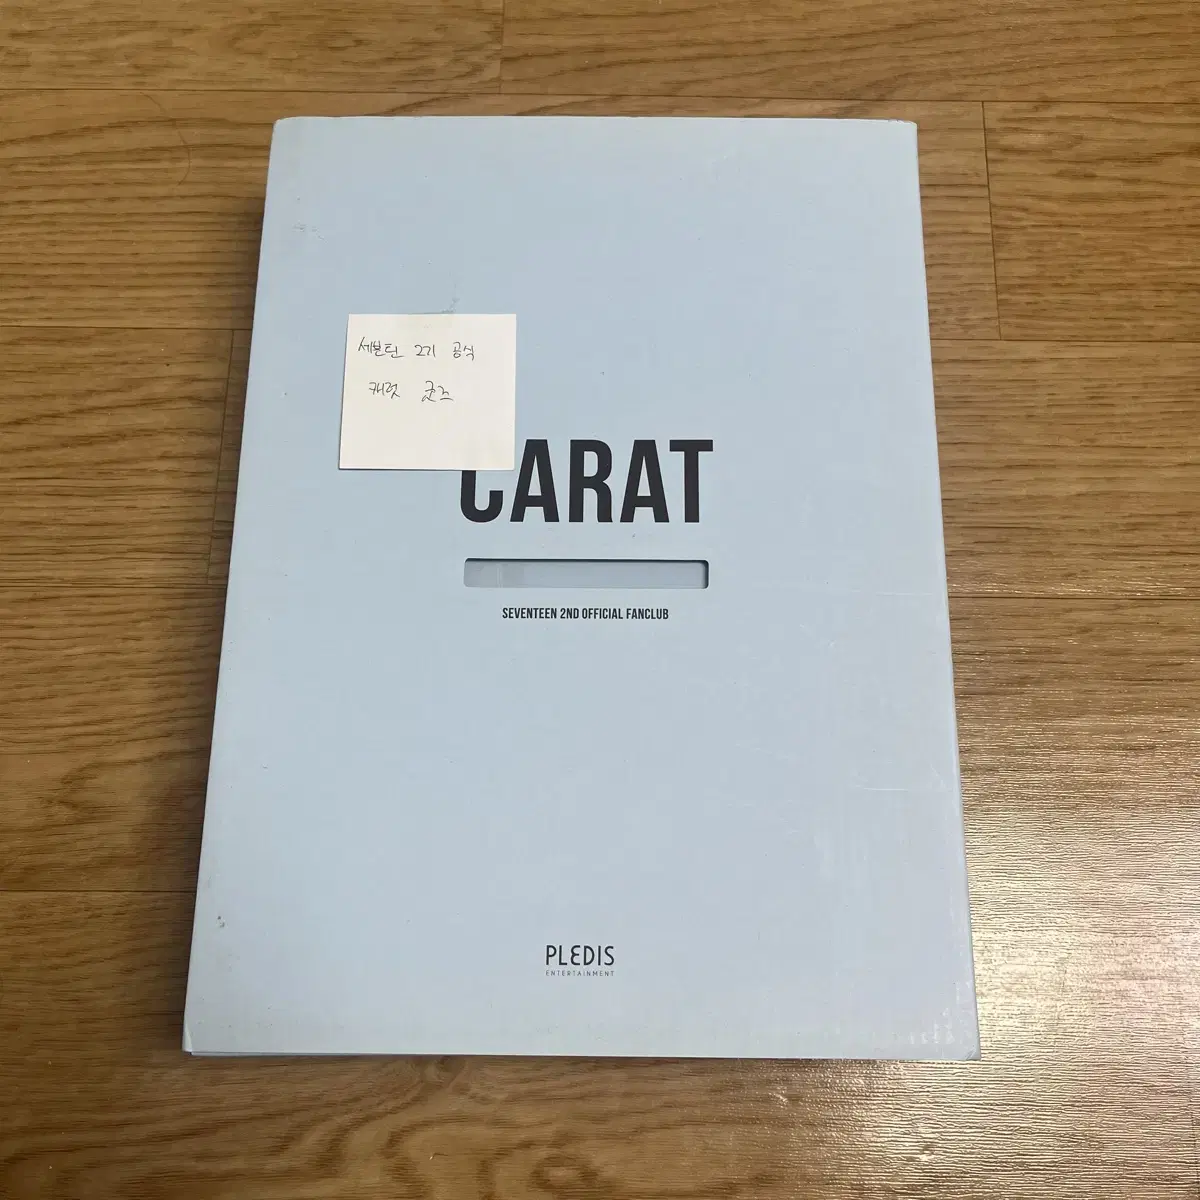 세븐틴 2기 공식
캐럿 굿즈
CARAT
SEVENTEEN 2ND OFFICIAL FANCLUB
PLEDIS
ENTERTAINMENT